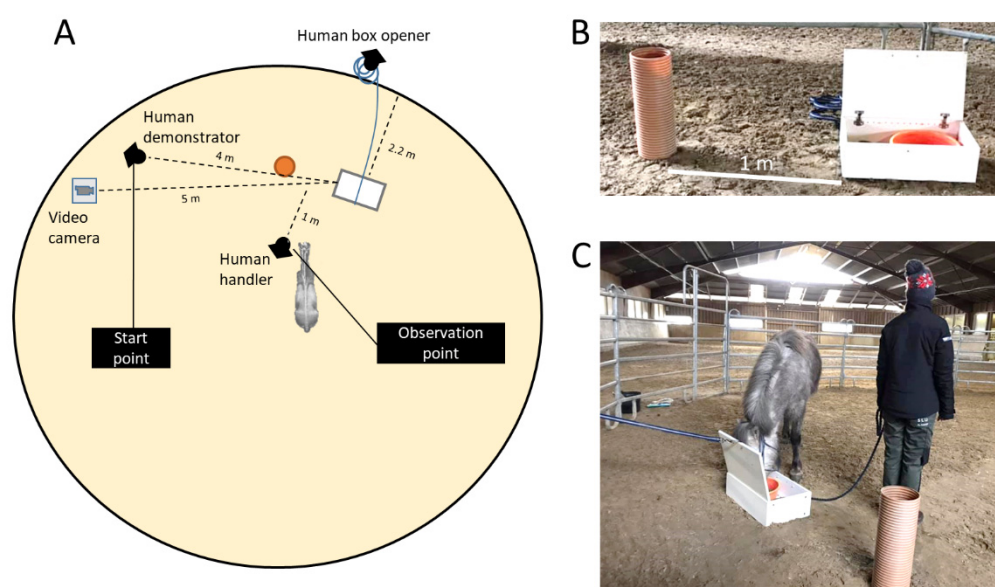 A
Human box opener
Human
demonstrator
4 m
2.2 m
5 m
Video
camera
1 m
Human
handler
Start
point
Observation
point
B
1 m
C